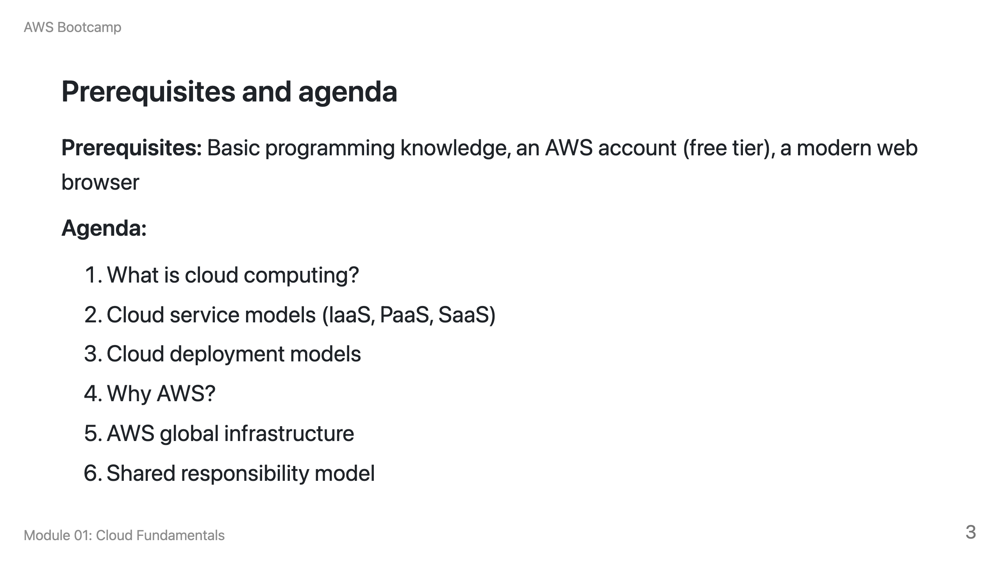 AWS Bootcamp
Prerequisites and agenda
Prerequisites: Basic programming knowledge, an AWS account (free tier), a modern web
browser
Agenda:
1. What is cloud computing?
2. Cloud service models (IaaS, PaaS, SaaS)
3. Cloud deployment models
4. Why AWS?
5. AWS global infrastructure
6. Shared responsibility model
Module 01: Cloud Fundamentals
3